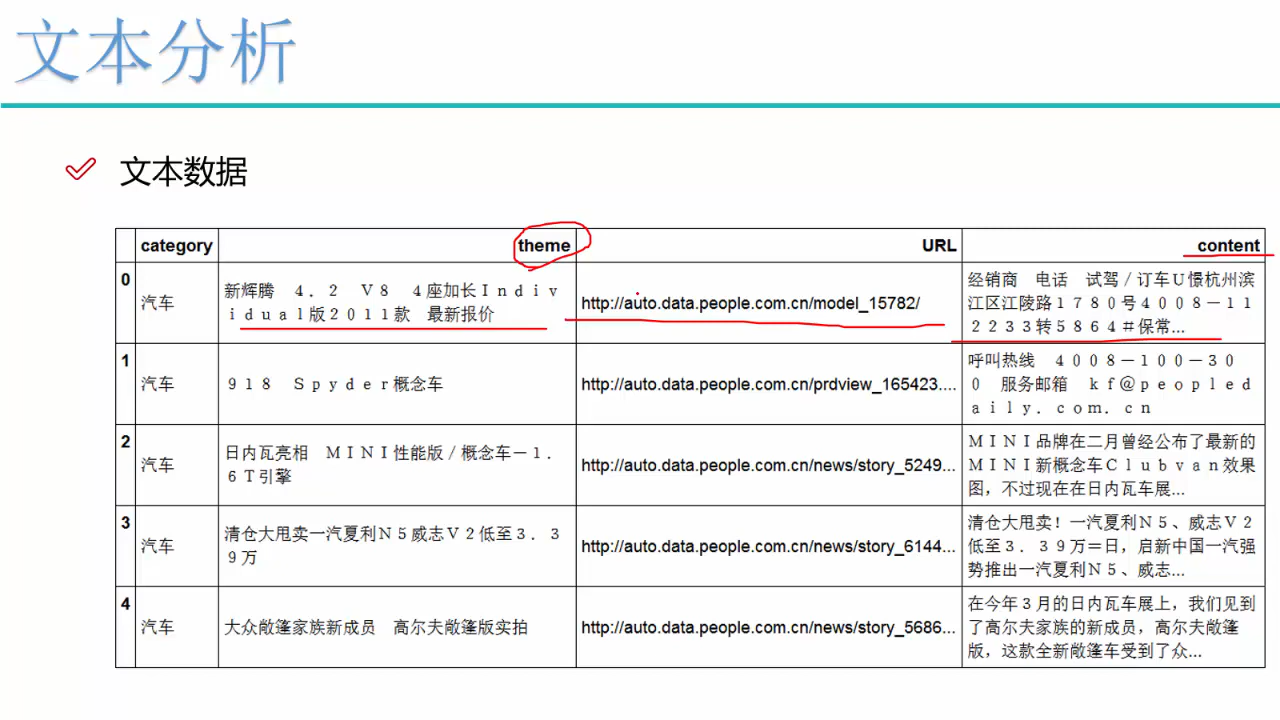 文本分析
文本数据
category theme URL content
0 汽车 新辉腾　４．２　Ｖ８　４座加长Ｉｎｄｉｖ http://auto.data.people.com.cn/model_15782/ 经销商　电话　试驾／订车Ｕ憬杭州滨
ｉｄｕａｌ版２０１１款　最新报价 江区江陵路１７８０号４００８－１１
２２３３转５８６４＃保常...
1 汽车 ９１８　Ｓｐｙｄｅｒ概念车 http://auto.data.people.com.cn/prdview_165423.... 呼叫热线　４００８－１００－３０
０　服务邮箱　ｋｆ＠ｐｅｏｐｌｅｄ
ａｉｌｙ．ｃｏｍ．ｃｎ
2 汽车 日内瓦亮相　ＭＩＮＩ性能版／概念车－１． http://auto.data.people.com.cn/news/story_5249... ＭＩＮＩ品牌在二月曾经公布了最新的
６Ｔ引擎 ＭＩＮＩ新概念车Ｃｌｕｂｖａｎ效果
图，不过现在在日内瓦车展...
3 汽车 清仓大甩卖一汽夏利Ｎ５威志Ｖ２低至３．３ http://auto.data.people.com.cn/news/story_6144... 清仓大甩卖！一汽夏利Ｎ５、威志Ｖ２
９万 低至３．３９万＝日，启新中国一汽强
势推出一汽夏利Ｎ５、威志...
4 汽车 大众敞篷家族新成员　高尔夫敞篷版实拍 http://auto.data.people.com.cn/news/story_5686... 在今年３月的日内瓦车展上，我们见到
了高尔夫家族的新成员，高尔夫敞篷
版，这款全新敞篷车受到了众...